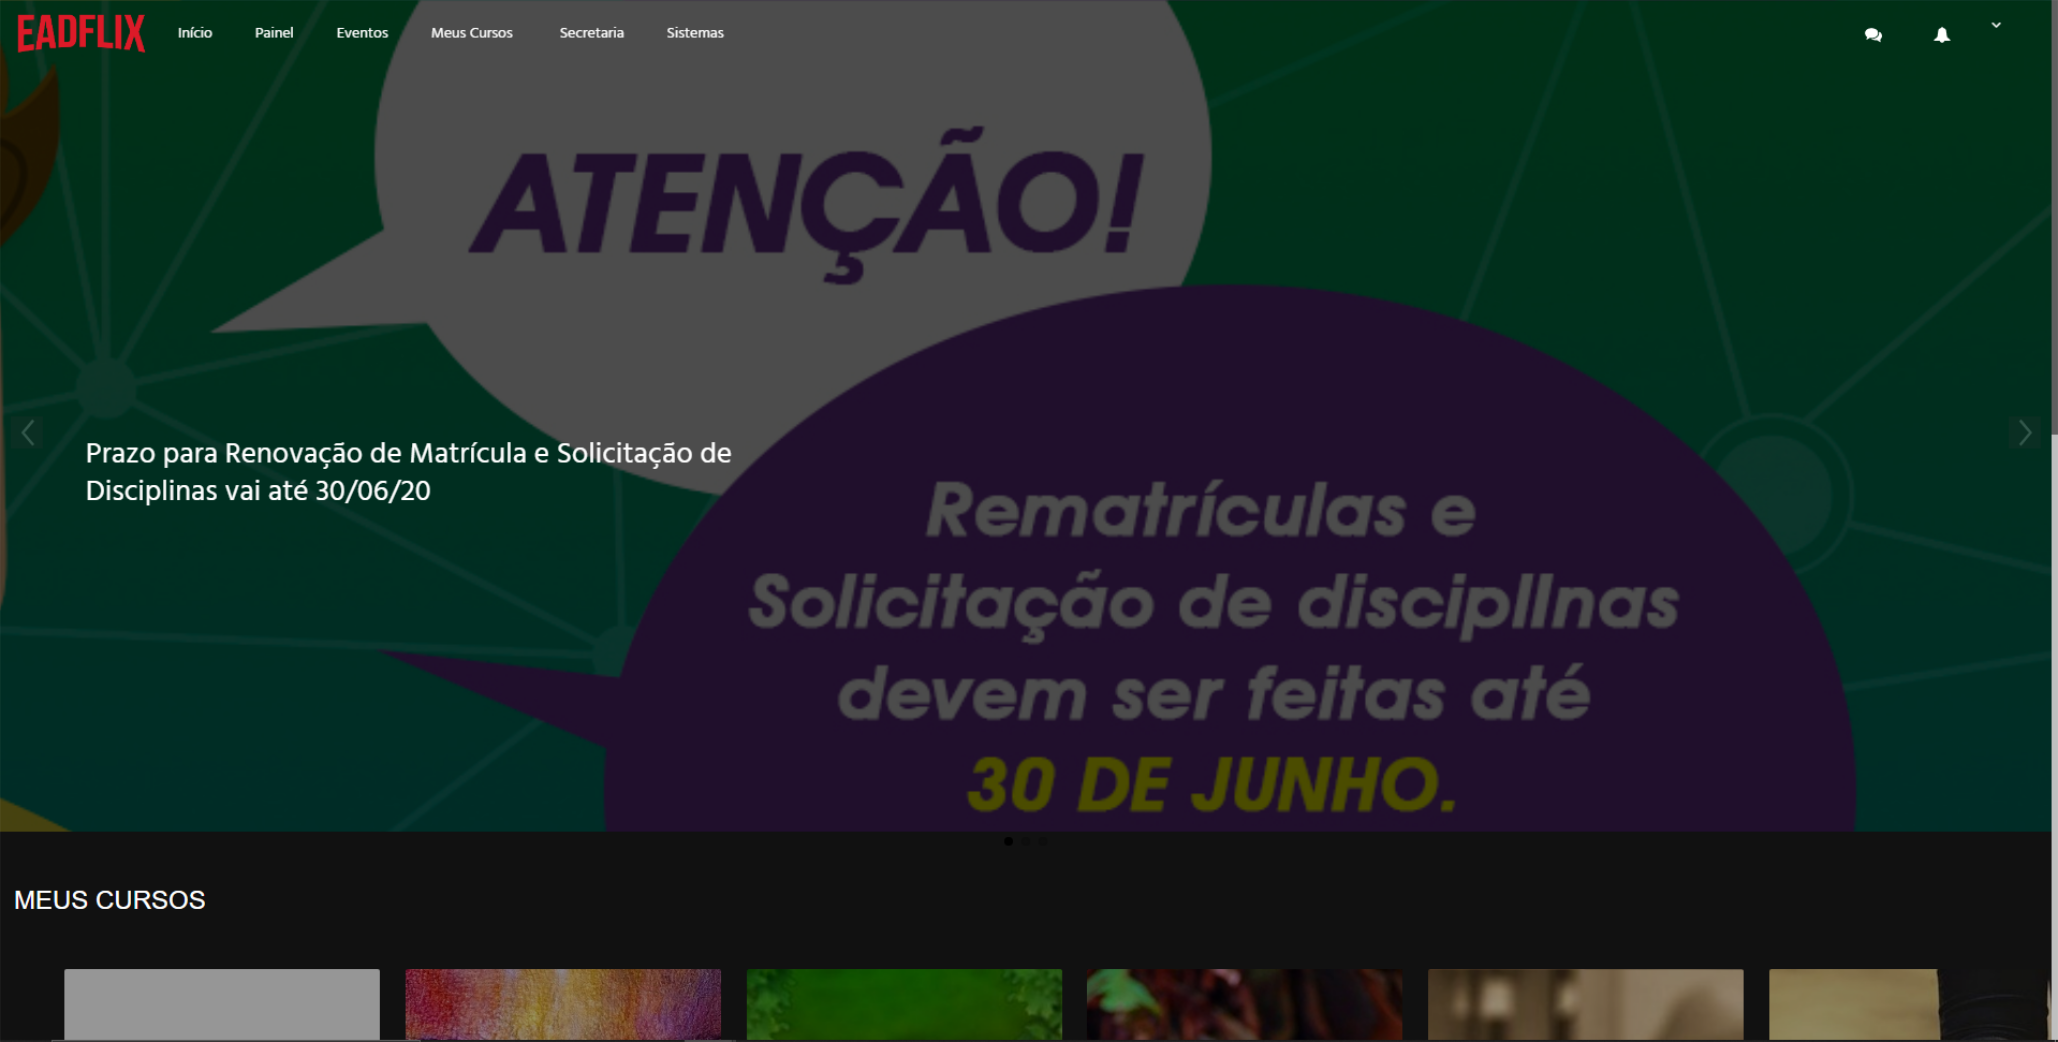 EADFLIX
Início
Painel
Eventos
Meus Cursos
Secretaria
Sistemas
ATENÇÃO!
Prazo para Renovação de Matrícula e Solicitação de
Disciplinas vai até 30/06/20
Rematrículas e
Solicitação de disciplInas
devem ser feitas até
30 DE JUNHO.
MEUS CURSOS